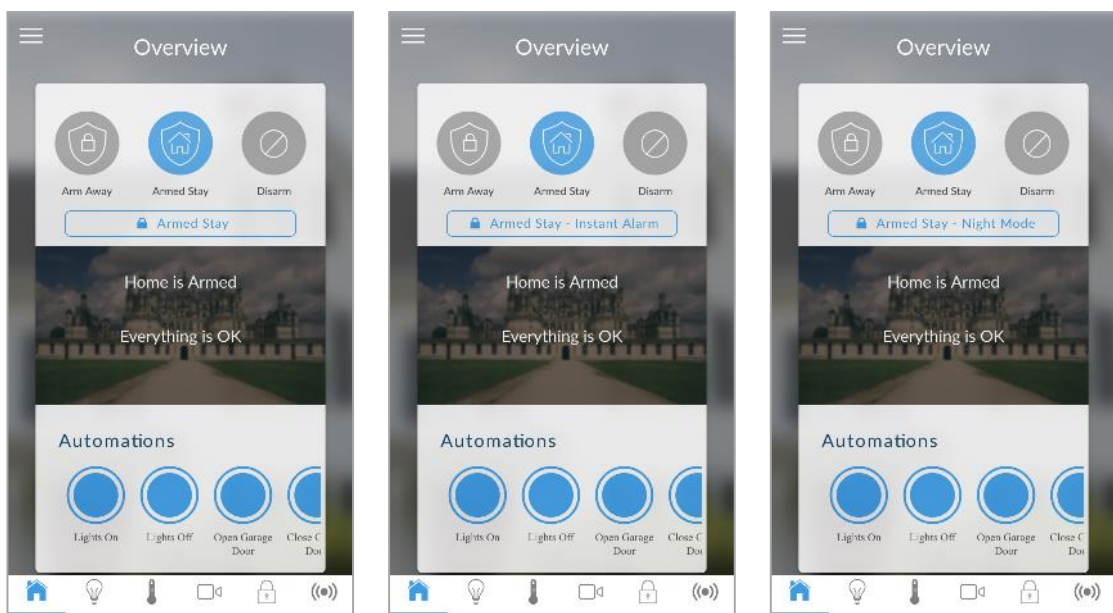 Overview
Arm Away Armed Stay Disarm
Armed Stay
Home is Armed
Everything is OK
Automations
Lights On Lights Off Open Garage Door Close
Overview
Arm Away Armed Stay Disarm
Armed Stay - Instant Alarm
Home is Armed
Everything is OK
Automations
Lights On Lights Off Open Garage Door Close
Overview
Arm Away Armed Stay Disarm
Armed Stay - Night Mode
Home is Armed
Everything is OK
Automations
Lights On Lights Off Open Garage Door Close